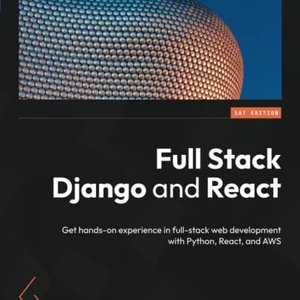 1ST EDITION
Full Stack
Django and React
Get hands-on experience in full-stack web development
with Python, React, and AWS